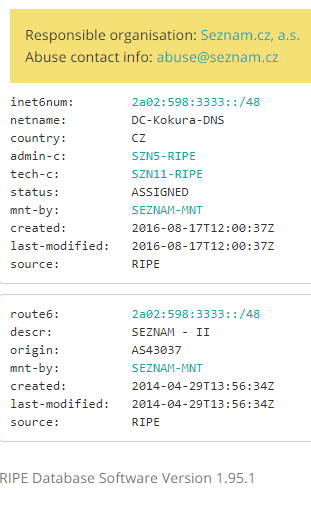 Responsible organisation: Seznam.cz, a.s.
Abuse contact info: abuse@seznam.cz
inet6num: 2a02:598:3333::/48
netname: DC-Kokura-DNS
country: CZ
admin-c: SZN5-RIPE
tech-c: SZN11-RIPE
status: ASSIGNED
mnt-by: SEZNAM-MNT
created: 2016-08-17T12:00:37Z
last-modified: 2016-08-17T12:00:37Z
source: RIPE
route6: 2a02:598:3333::/48
descr: SEZNAM - II
origin: AS43037
mnt-by: SEZNAM-MNT
created: 2014-04-29T13:56:34Z
last-modified: 2014-04-29T13:56:34Z
source: RIPE
RIPE Database Software Version 1.95.1